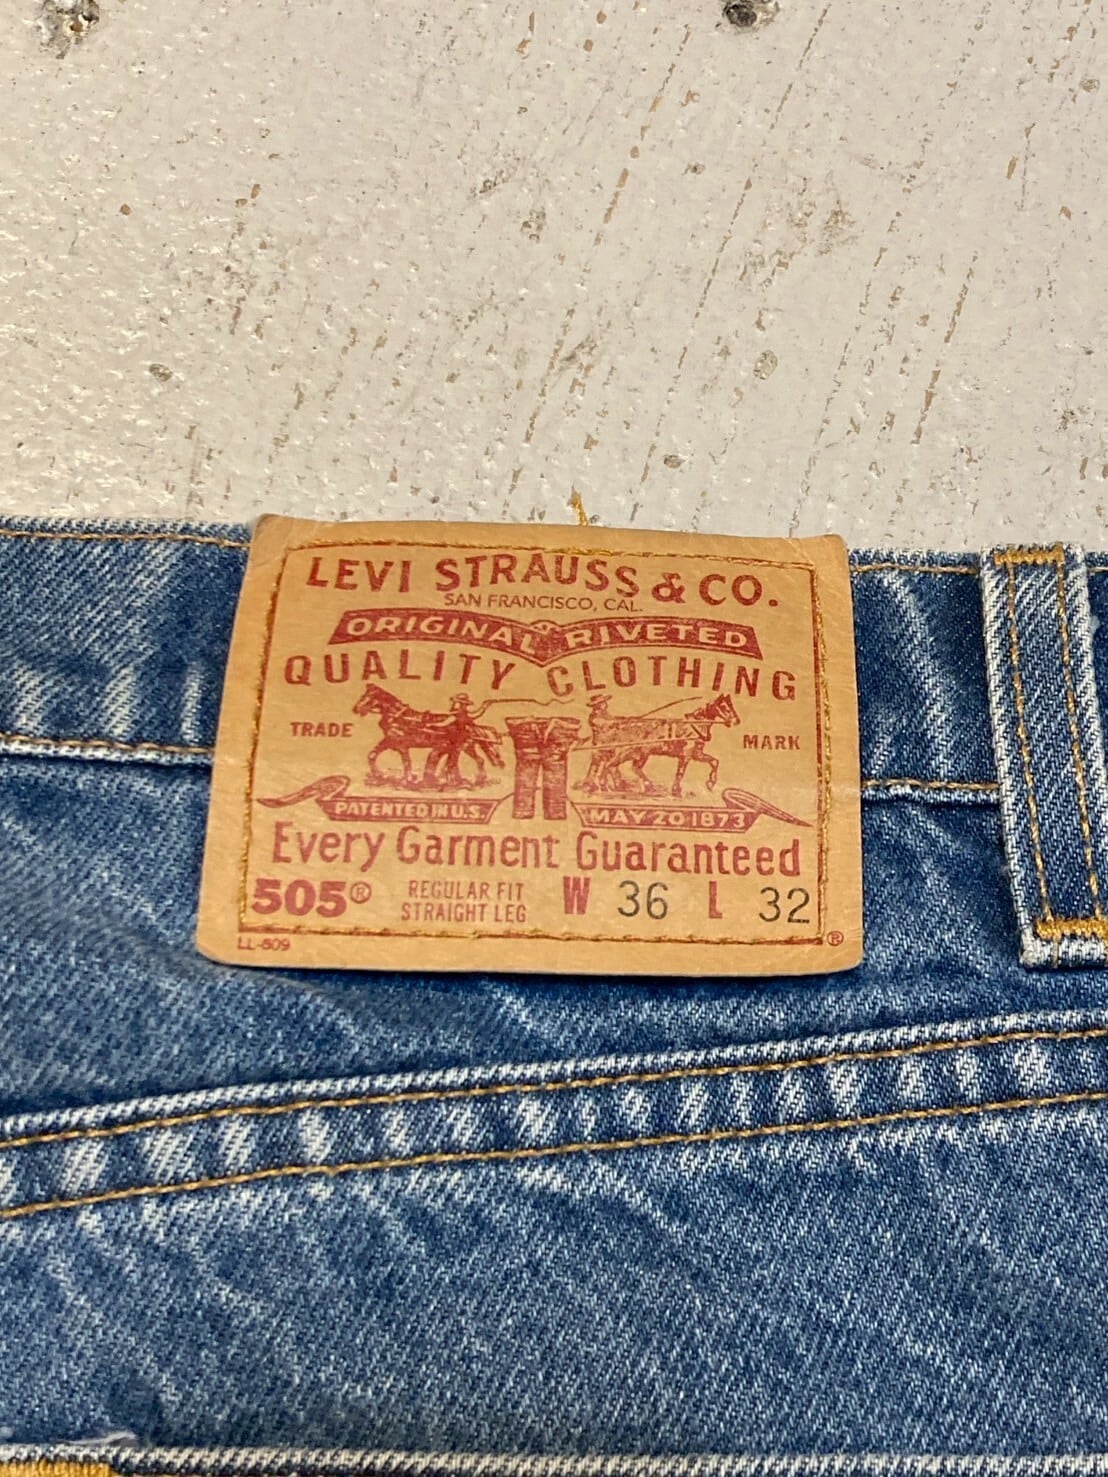 LEVI STRAUSS & CO.
SAN FRANCISCO, CAL.
ORIGINAL RIVETED
QUALITY CLOTHING
TRADE MARK
PATENTED IN U.S. MAY 20 1873
Every Garment Guaranteed
505® REGULAR FIT W 36 L 32
STRAIGHT LEG
LL-609 ®